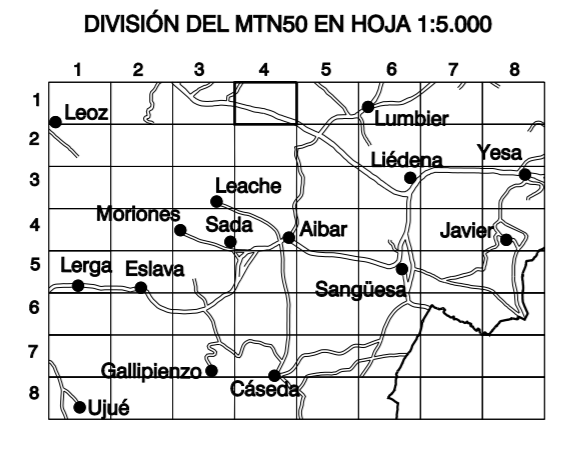 DIVISIÓN DEL MTN50 EN HOJA 1:5.000
1 2 3 4 5 6 7 8
1
Leoz
Lumbier
2
Liédena
Yesa
3
Leache
Moriones
Sada
Aibar
Javier
4
Lerga
Eslava
5
Sangüesa
6
7
Gallipienzo
Cáseda
8
Ujué